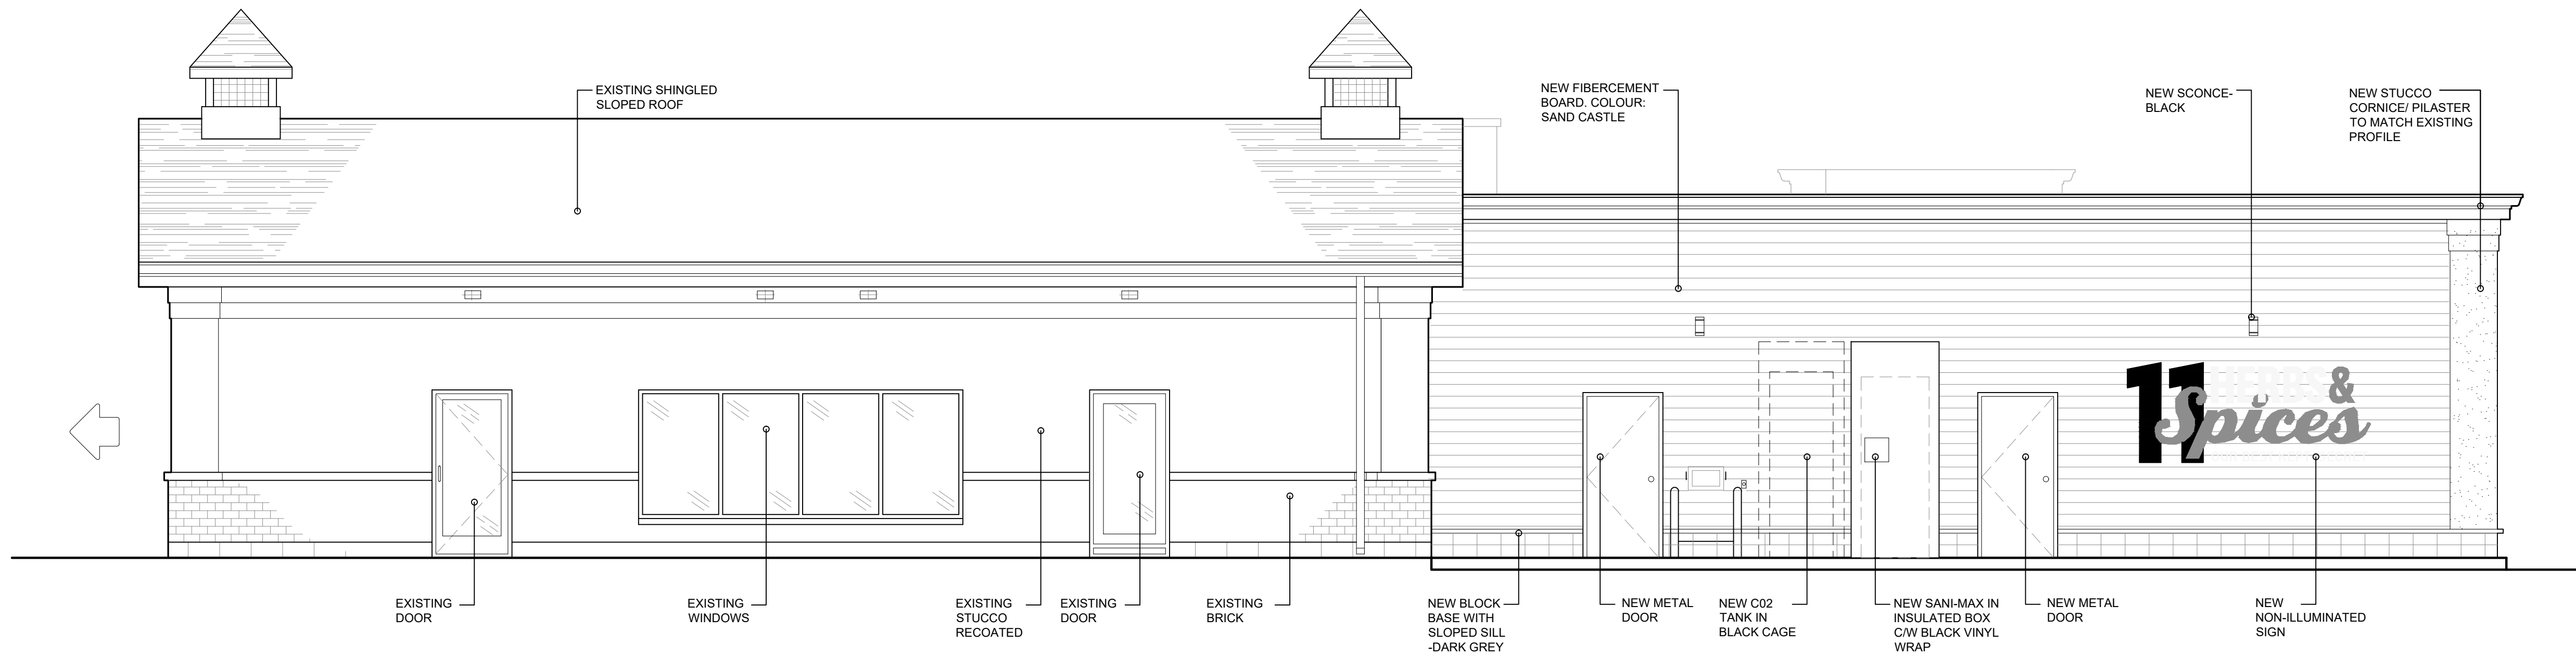 EXISTING SHINGLED
SLOPED ROOF
NEW FIBERCEMENT
BOARD. COLOUR:
SAND CASTLE
NEW SCONCE-
BLACK
NEW STUCCO
CORNICE/ PILASTER
TO MATCH EXISTING
PROFILE
11 HERBS &
Spices
EXISTING
DOOR
EXISTING
WINDOWS
EXISTING
STUCCO
RECOATED
EXISTING
DOOR
EXISTING
BRICK
NEW BLOCK
BASE WITH
SLOPED SILL
-DARK GREY
NEW METAL
DOOR
NEW C02
TANK IN
BLACK CAGE
NEW SANI-MAX IN
INSULATED BOX
C/W BLACK VINYL
WRAP
NEW METAL
DOOR
NEW
NON-ILLUMINATED
SIGN